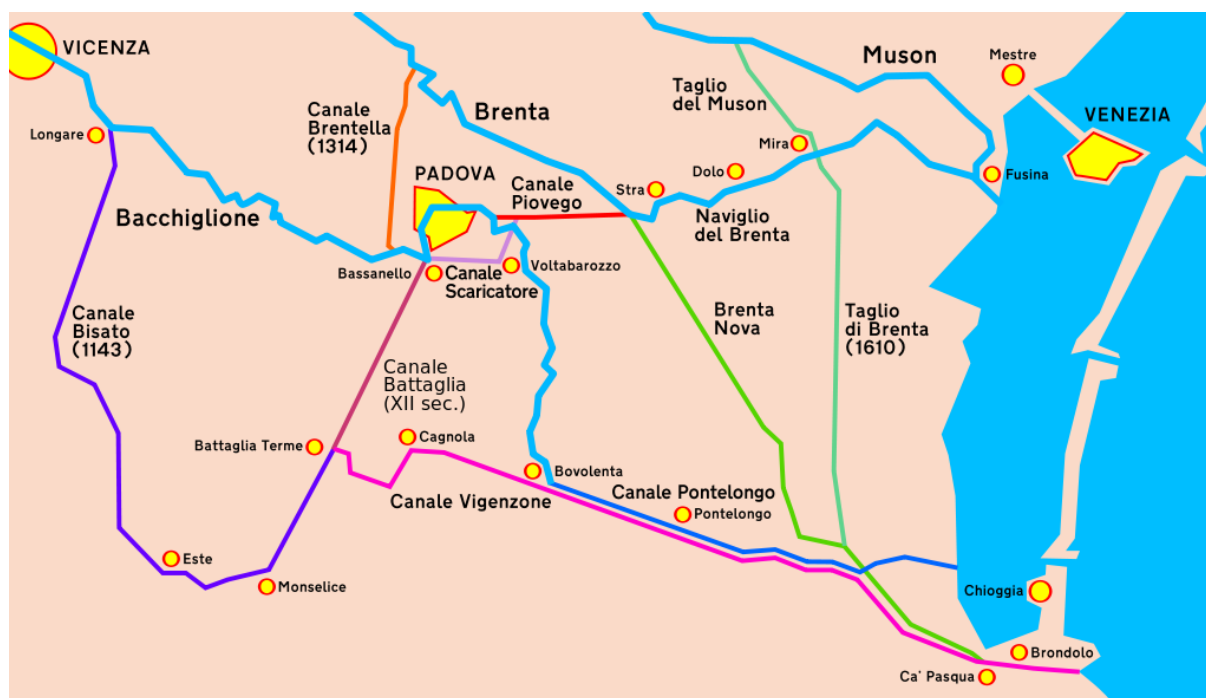 VICENZA
Longare
Canale
Brentella
(1314)
Brenta
Muson
Mestre
Taglio
del Muson
VENEZIA
Mira
Dolo
Fusina
PADOVA
Canale
Piovego
Stra
Naviglio
del Brenta
Bacchiglione
Bassanello
Canale
Scaricatore
Voltabarozzo
Canale
Bisato
(1143)
Brenta
Nova
Taglio
di Brenta
(1610)
Canale
Battaglia
(XII sec.)
Battaglia Terme
Cagnola
Bovolenta
Canale Vigenzone
Canale Pontelongo
Pontelongo
Este
Monselice
Chioggia
Brondolo
Ca' Pasqua